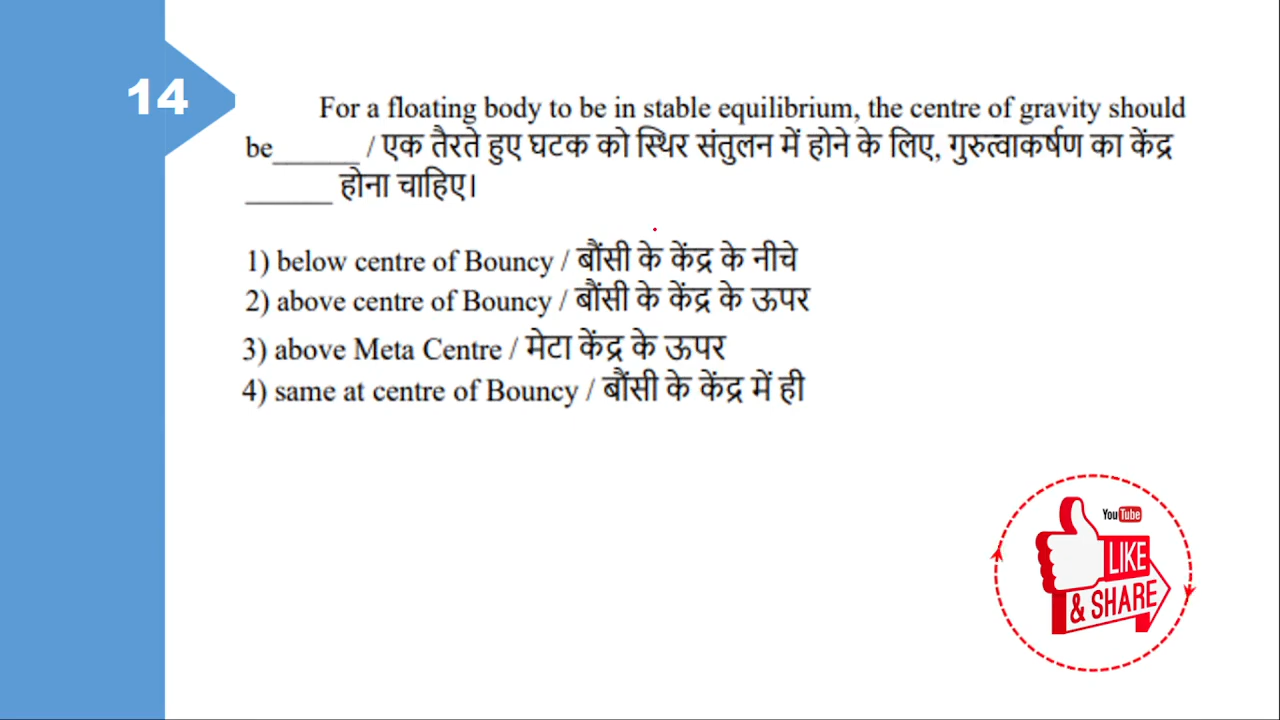 14
For a floating body to be in stable equilibrium, the centre of gravity should
be______ / एक तैरते हुए घटक को स्थिर संतुलन में होने के लिए, गुरुत्वाकर्षण का केंद्र
______ होना चाहिए।
1) below centre of Bouncy / बौंसी के केंद्र के नीचे
2) above centre of Bouncy / बौंसी के केंद्र के ऊपर
3) above Meta Centre / मेटा केंद्र के ऊपर
4) same at centre of Bouncy / बौंसी के केंद्र में ही
YouTube
LIKE
& SHARE